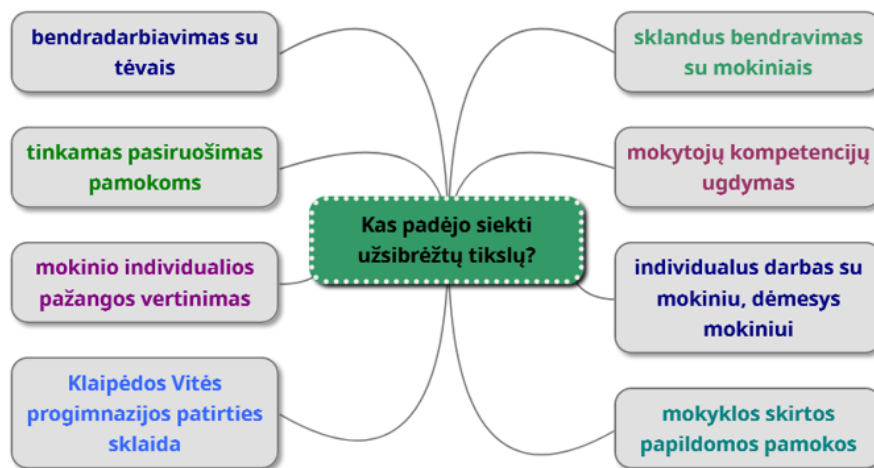 bendradarbiavimas su
tėvais
tinkamas pasiruošimas
pamokoms
mokinio individualios
pažangos vertinimas
Klaipėdos Vitės
progimnazijos patirties
sklaida
Kas padėjo siekti
užsibrėžtų tikslų?
sklandus bendravimas
su mokiniais
mokytojų kompetencijų
ugdymas
individualus darbas su
mokiniu, dėmesys
mokiniui
mokyklos skirtos
papildomos pamokos